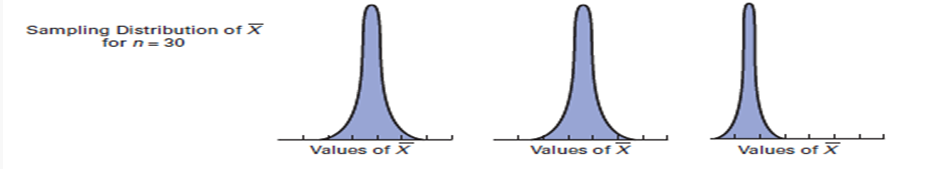 Sampling Distribution of X̅
for n = 30
Values of X̅
Values of X̅
Values of X̅